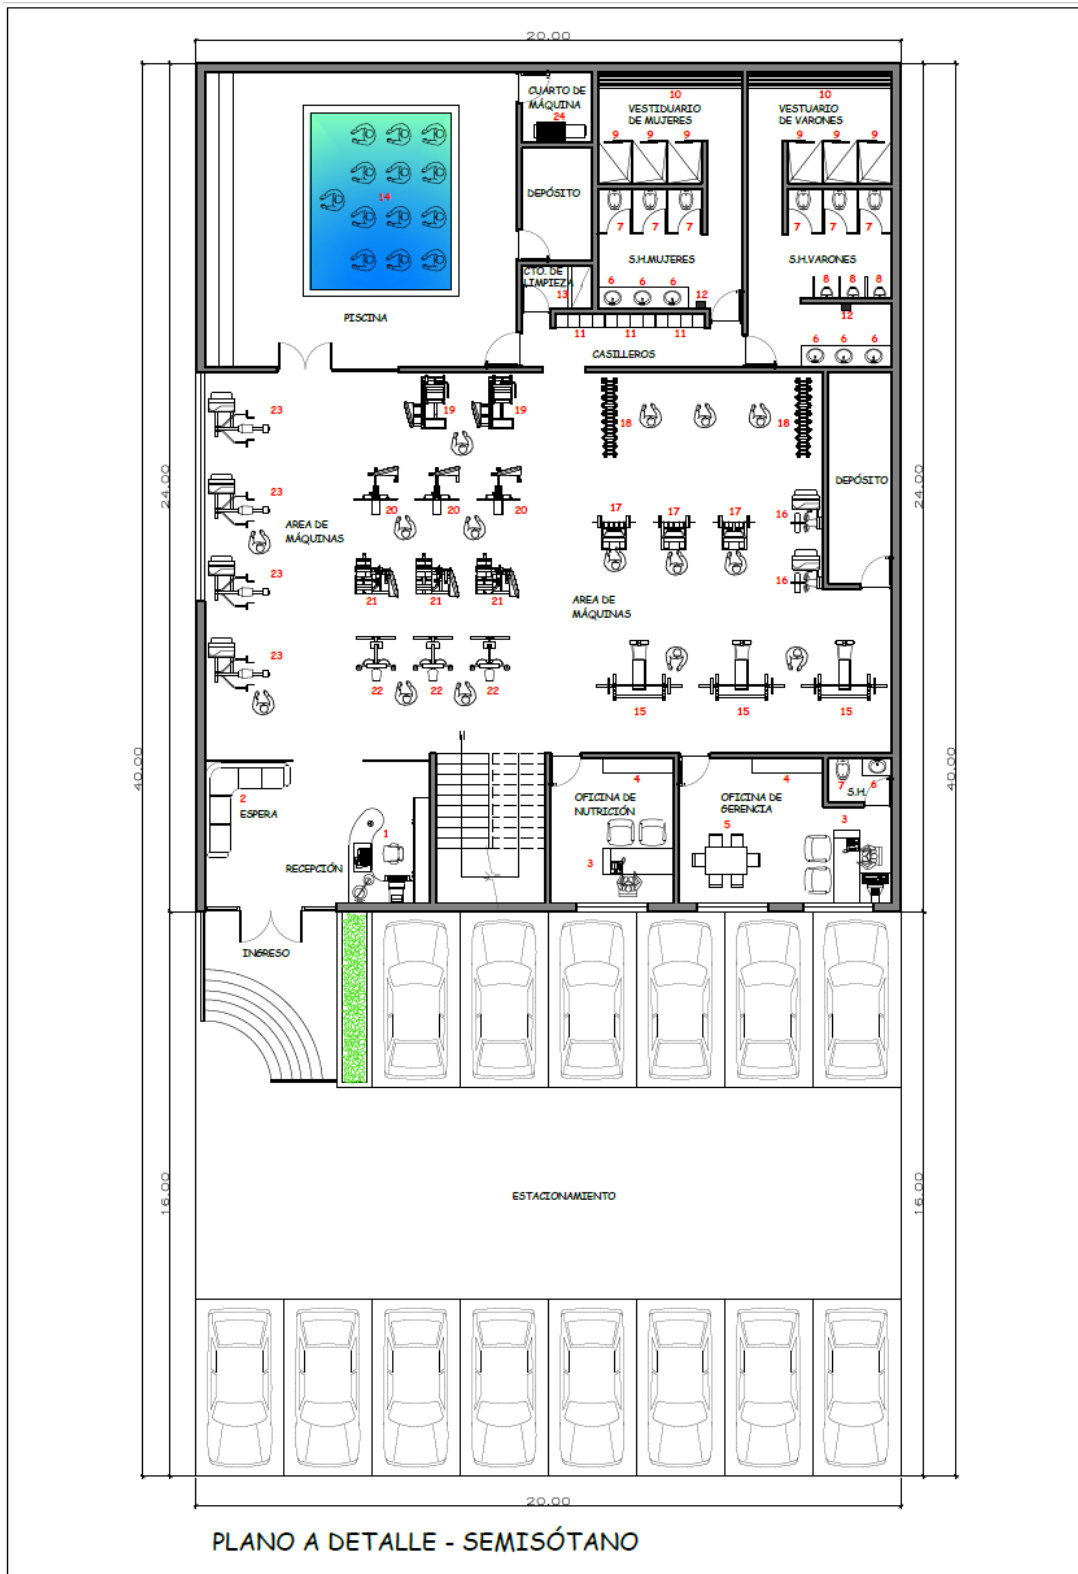 20.00
CUARTO DE
MÁQUINA
24
10
VESTIDUARIO
DE MUJERES
9 9 9
10
VESTUARIO
DE VARONES
9 9 9
14
DEPÓSITO
7 7 7
S.H.MUJERES
7 7 7
S.H.VARONES
CTO. DE
LIMPIEZA
13
6 6 6
12
8 8 8
12
PISCINA
11 11 11
CASILLEROS
6 6 6
23
19 19
18 18
24.00
23
AREA DE
MÁQUINAS
20 20 20
17 17 17
16
DEPÓSITO
24.00
23
21 21 21
16
AREA DE
MÁQUINAS
23
22 22 22
15 15 15
40.00
2
ESPERA
1
RECEPCIÓN
4
OFICINA DE
NUTRICIÓN
3
4
OFICINA DE
GERENCIA
5
3
7 6
S.H.
40.00
INGRESO
16.00
ESTACIONAMIENTO
16.00
20.00
PLANO A DETALLE - SEMISÓTANO